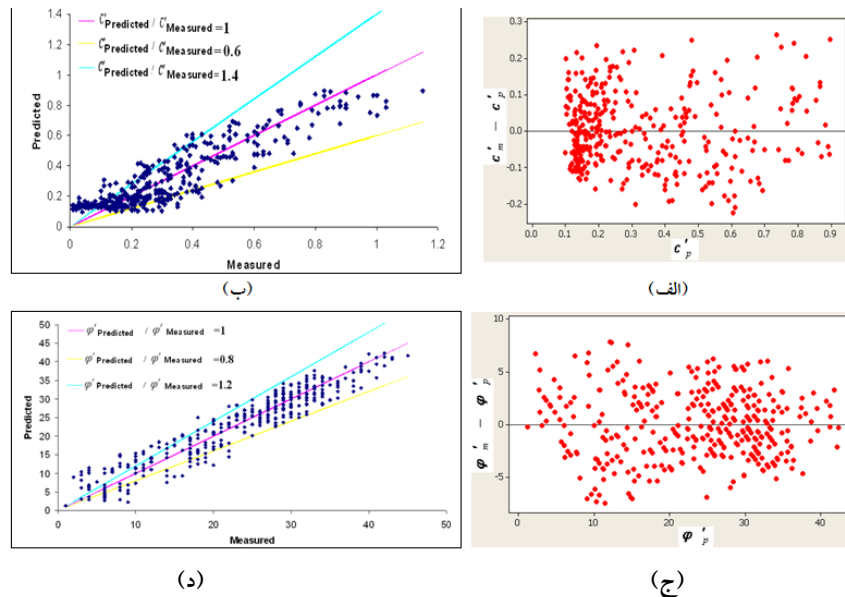 C′Predicted / C′Measured=1
C′Predicted / C′Measured=0.6
C′Predicted / C′Measured=1.4
Predicted
1.4
1.2
1
0.8
0.6
0.4
0.2
0
0 0.2 0.4 0.6 0.8 1 1.2
Measured
(ب)
c′m − c′p
0.3
0.2
0.1
0.0
-0.1
-0.2
0.0 0.1 0.2 0.3 0.4 0.5 0.6 0.7 0.8 0.9
c′p
(الف)
φ′Predicted / φ′Measured =1
φ′Predicted / φ′Measured =0.8
φ′Predicted / φ′Measured =1.2
Predicted
50
45
40
35
30
25
20
15
10
5
0
0 10 20 30 40 50
Measured
(د)
φ′m − φ′p
10
5
0
-5
0 10 20 30 40
φ′p
(ج)